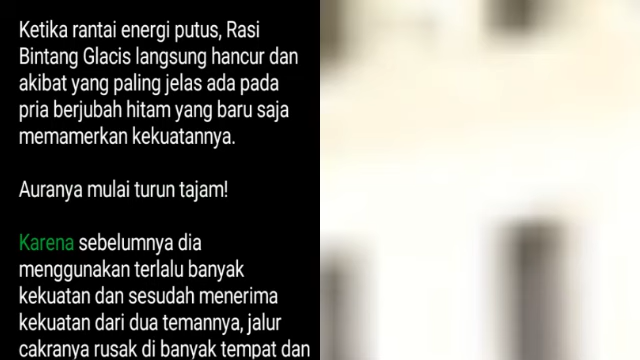 Ketika rantai energi putus, Rasi
Bintang Glacis langsung hancur dan
akibat yang paling jelas ada pada
pria berjubah hitam yang baru saja
memamerkan kekuatannya.
Auranya mulai turun tajam!
Karena sebelumnya dia
menggunakan terlalu banyak
kekuatan dan sesudah menerima
kekuatan dari dua temannya, jalur
cakranya rusak di banyak tempat dan